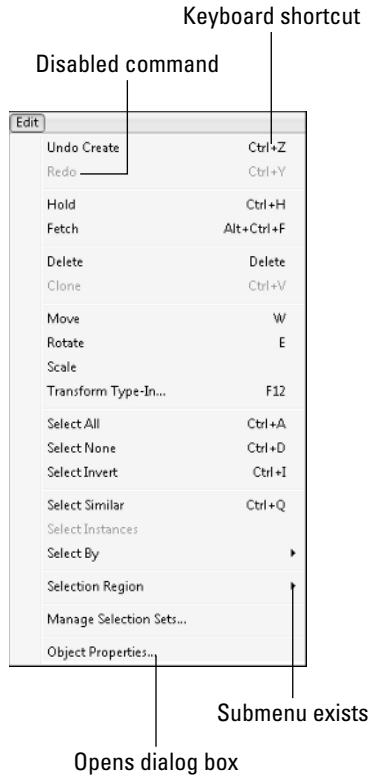 Keyboard shortcut
Disabled command
Edit
Undo Create Ctrl+Z
Redo Ctrl+Y
Hold Ctrl+H
Fetch Alt+Ctrl+F
Delete Delete
Clone Ctrl+V
Move W
Rotate E
Scale
Transform Type-In... F12
Select All Ctrl+A
Select None Ctrl+D
Select Invert Ctrl+I
Select Similar Ctrl+Q
Select Instances
Select By
Selection Region
Manage Selection Sets...
Object Properties...
Submenu exists
Opens dialog box